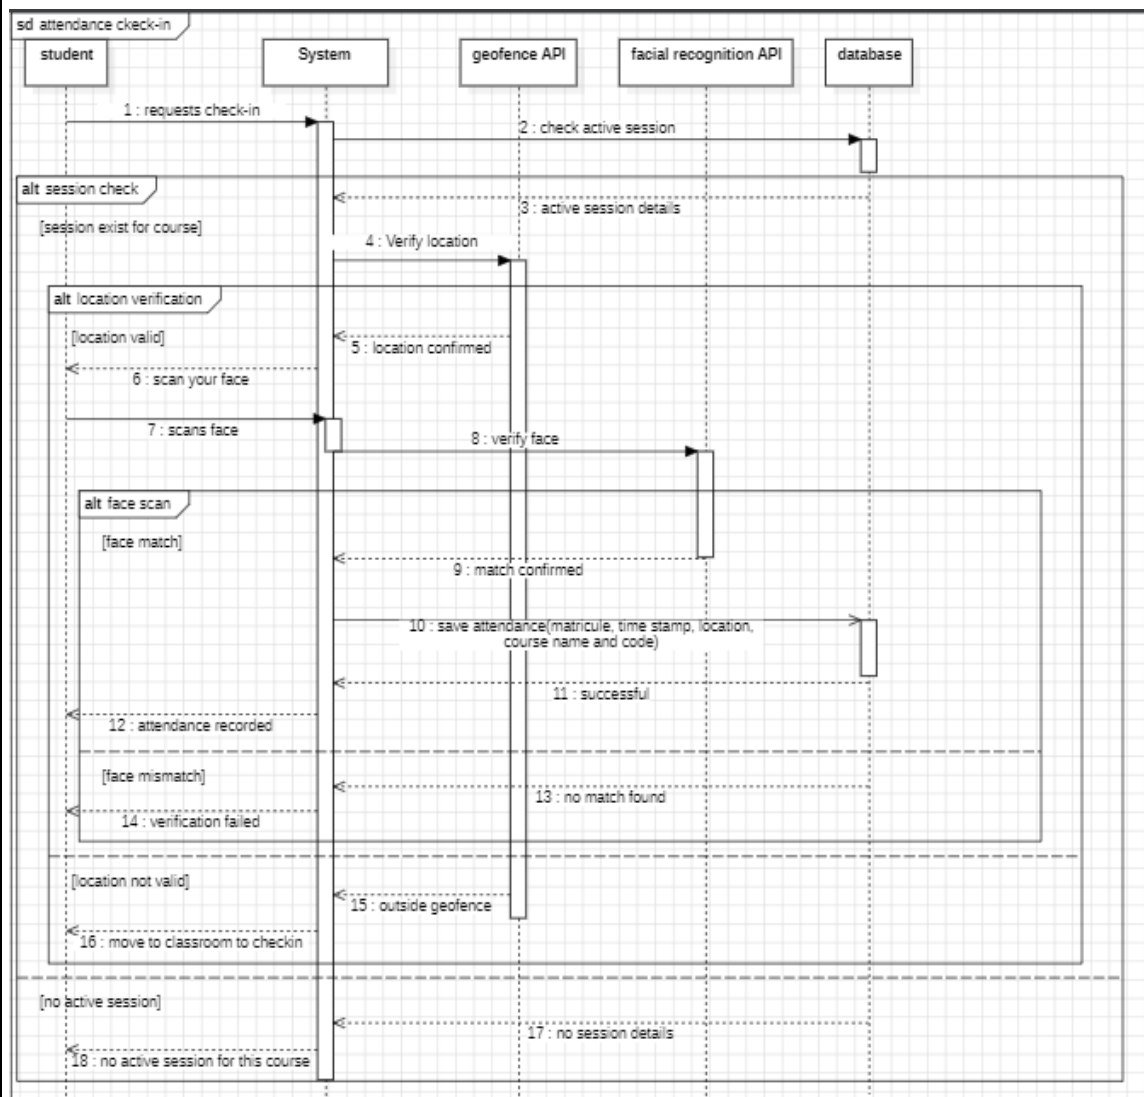 sd attendance ckeck-in
student
System
geofence API
facial recognition API
database
1 : requests check-in
2 : check active session
alt session check
3 : active session details
[session exist for course]
4 : Verify location
alt location verification
[location valid]
5 : location confirmed
6 : scan your face
7 : scans face
8 : verify face
alt face scan
[face match]
9 : match confirmed
10 : save attendance(matricule, time stamp, location,
course name and code)
11 : successful
12 : attendance recorded
[face mismatch]
13 : no match found
14 : verification failed
[location not valid]
15 : outside geofence
16 : move to classroom to checkin
[no active session]
17 : no session details
18 : no active session for this course